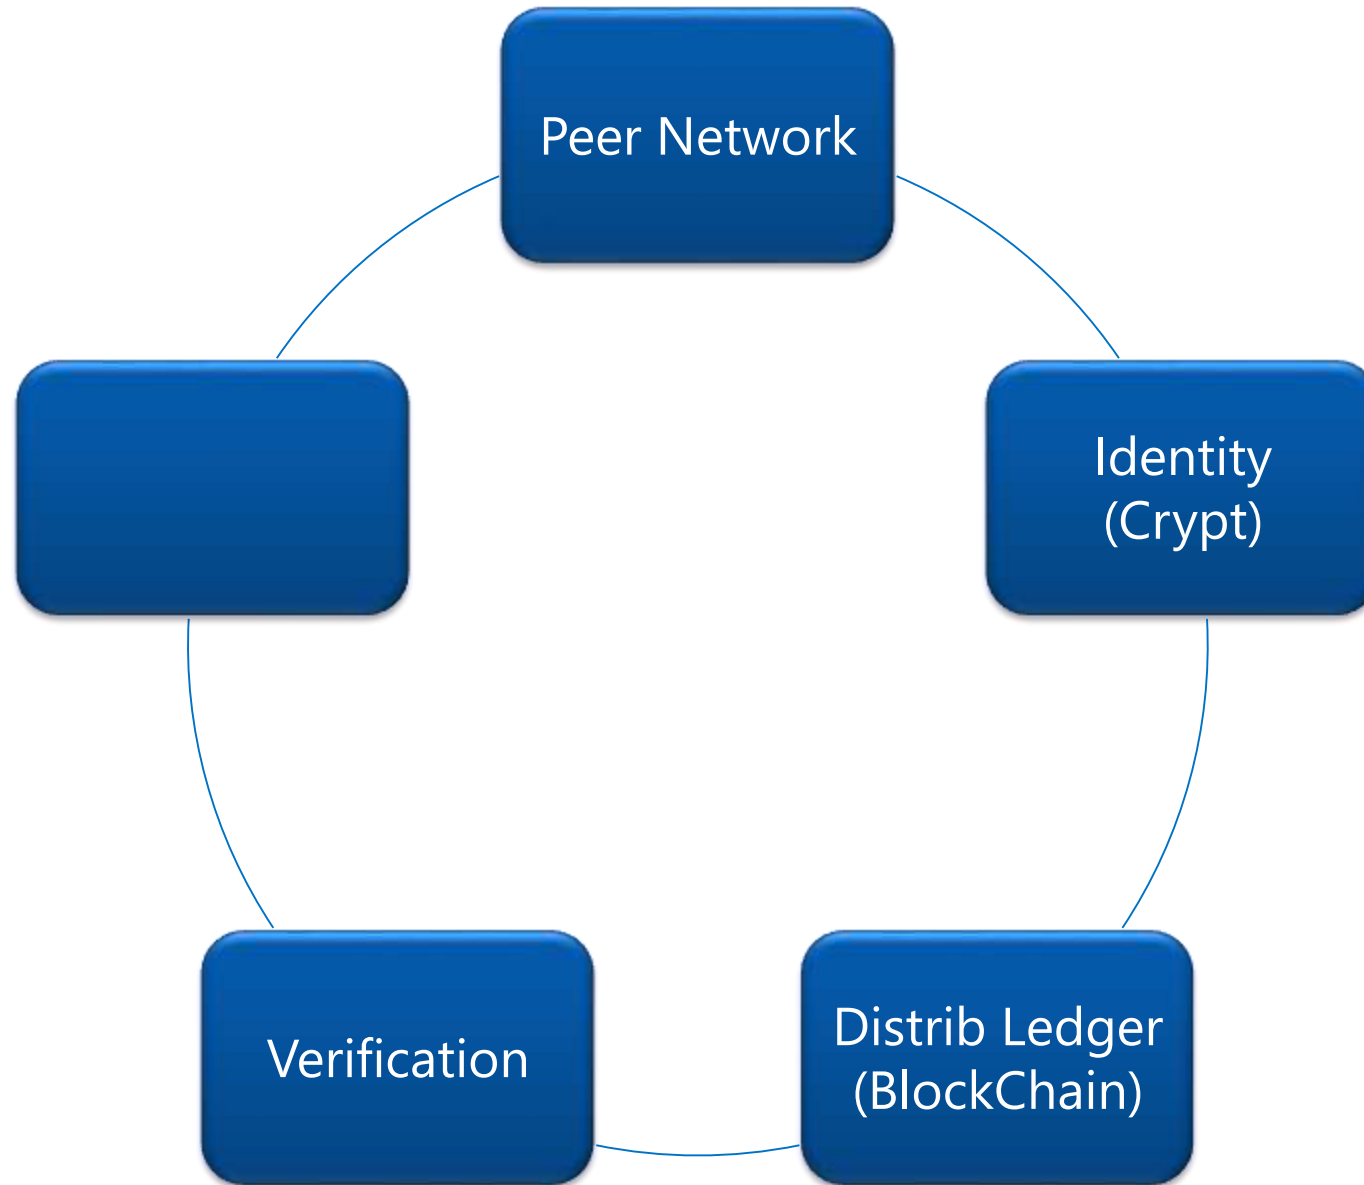 Peer Network
Identity
(Crypt)
Distrib Ledger
(BlockChain)
Verification